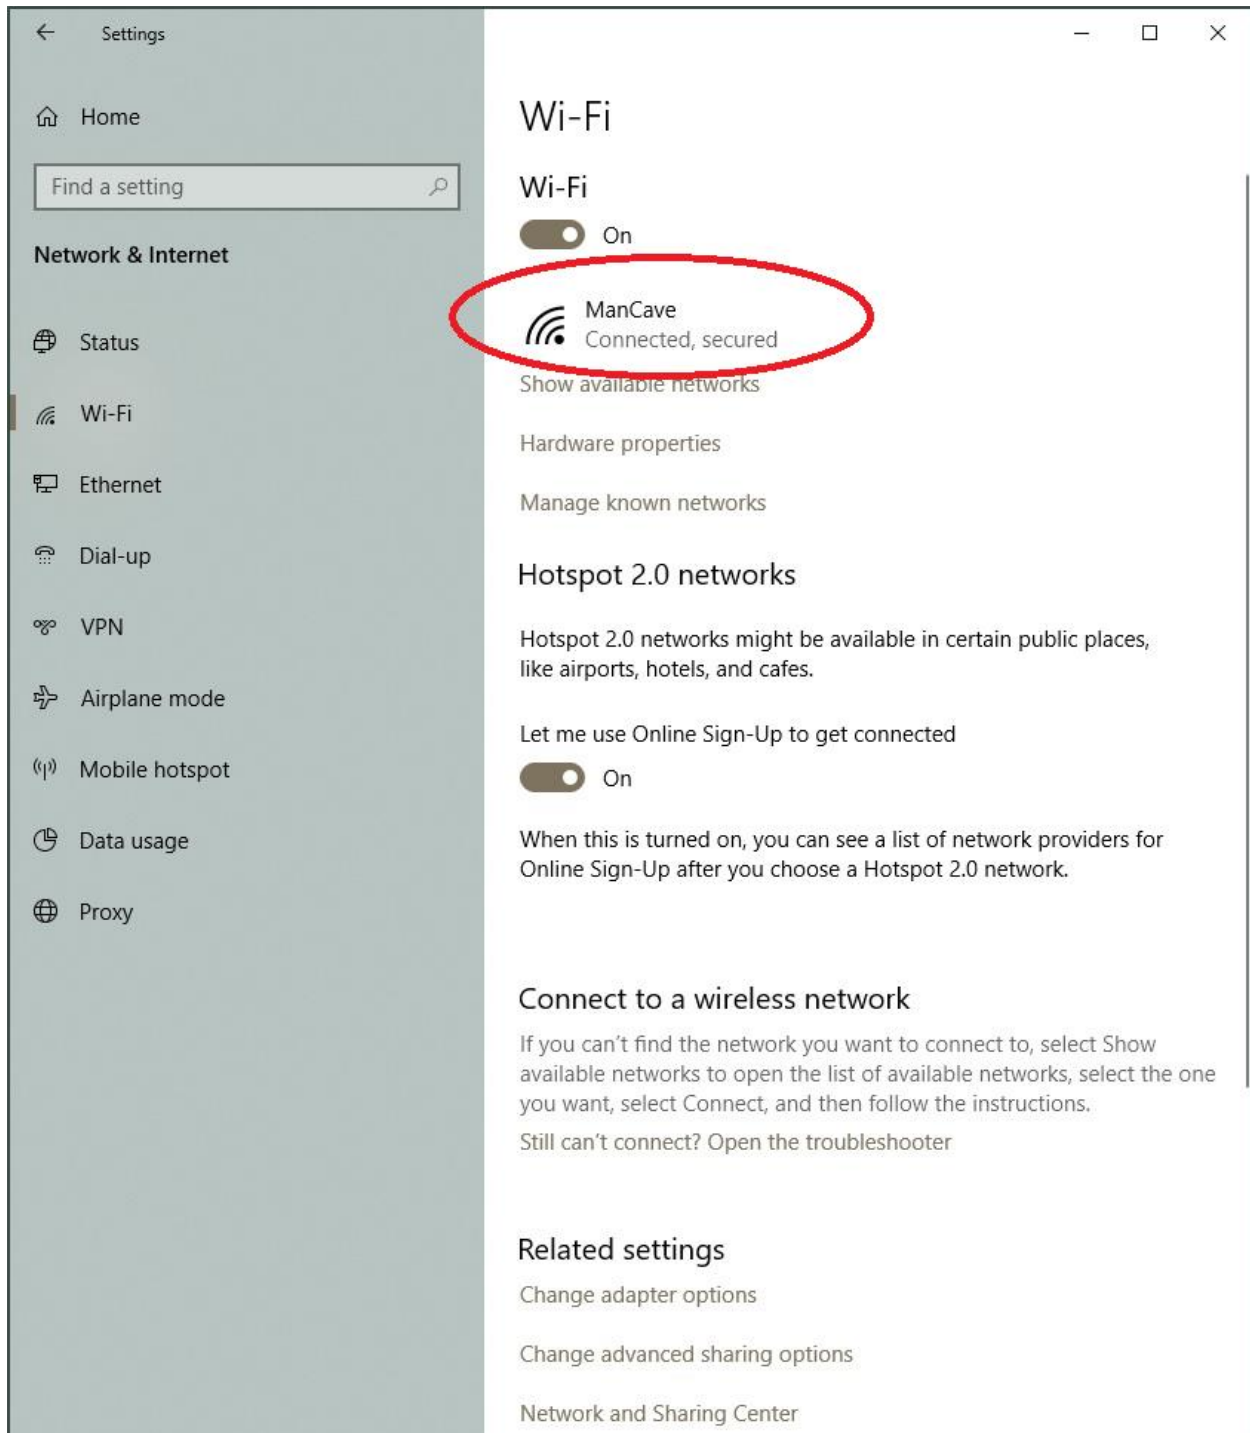 Settings
Home
Find a setting
Network & Internet
Status
Wi-Fi
Ethernet
Dial-up
VPN
Airplane mode
Mobile hotspot
Data usage
Proxy
Wi-Fi
Wi-Fi
On
ManCave
Connected, secured
Show available networks
Hardware properties
Manage known networks
Hotspot 2.0 networks
Hotspot 2.0 networks might be available in certain public places,
like airports, hotels, and cafes.
Let me use Online Sign-Up to get connected
On
When this is turned on, you can see a list of network providers for
Online Sign-Up after you choose a Hotspot 2.0 network.
Connect to a wireless network
If you can't find the network you want to connect to, select Show
available networks to open the list of available networks, select the one
you want, select Connect, and then follow the instructions.
Still can't connect? Open the troubleshooter
Related settings
Change adapter options
Change advanced sharing options
Network and Sharing Center